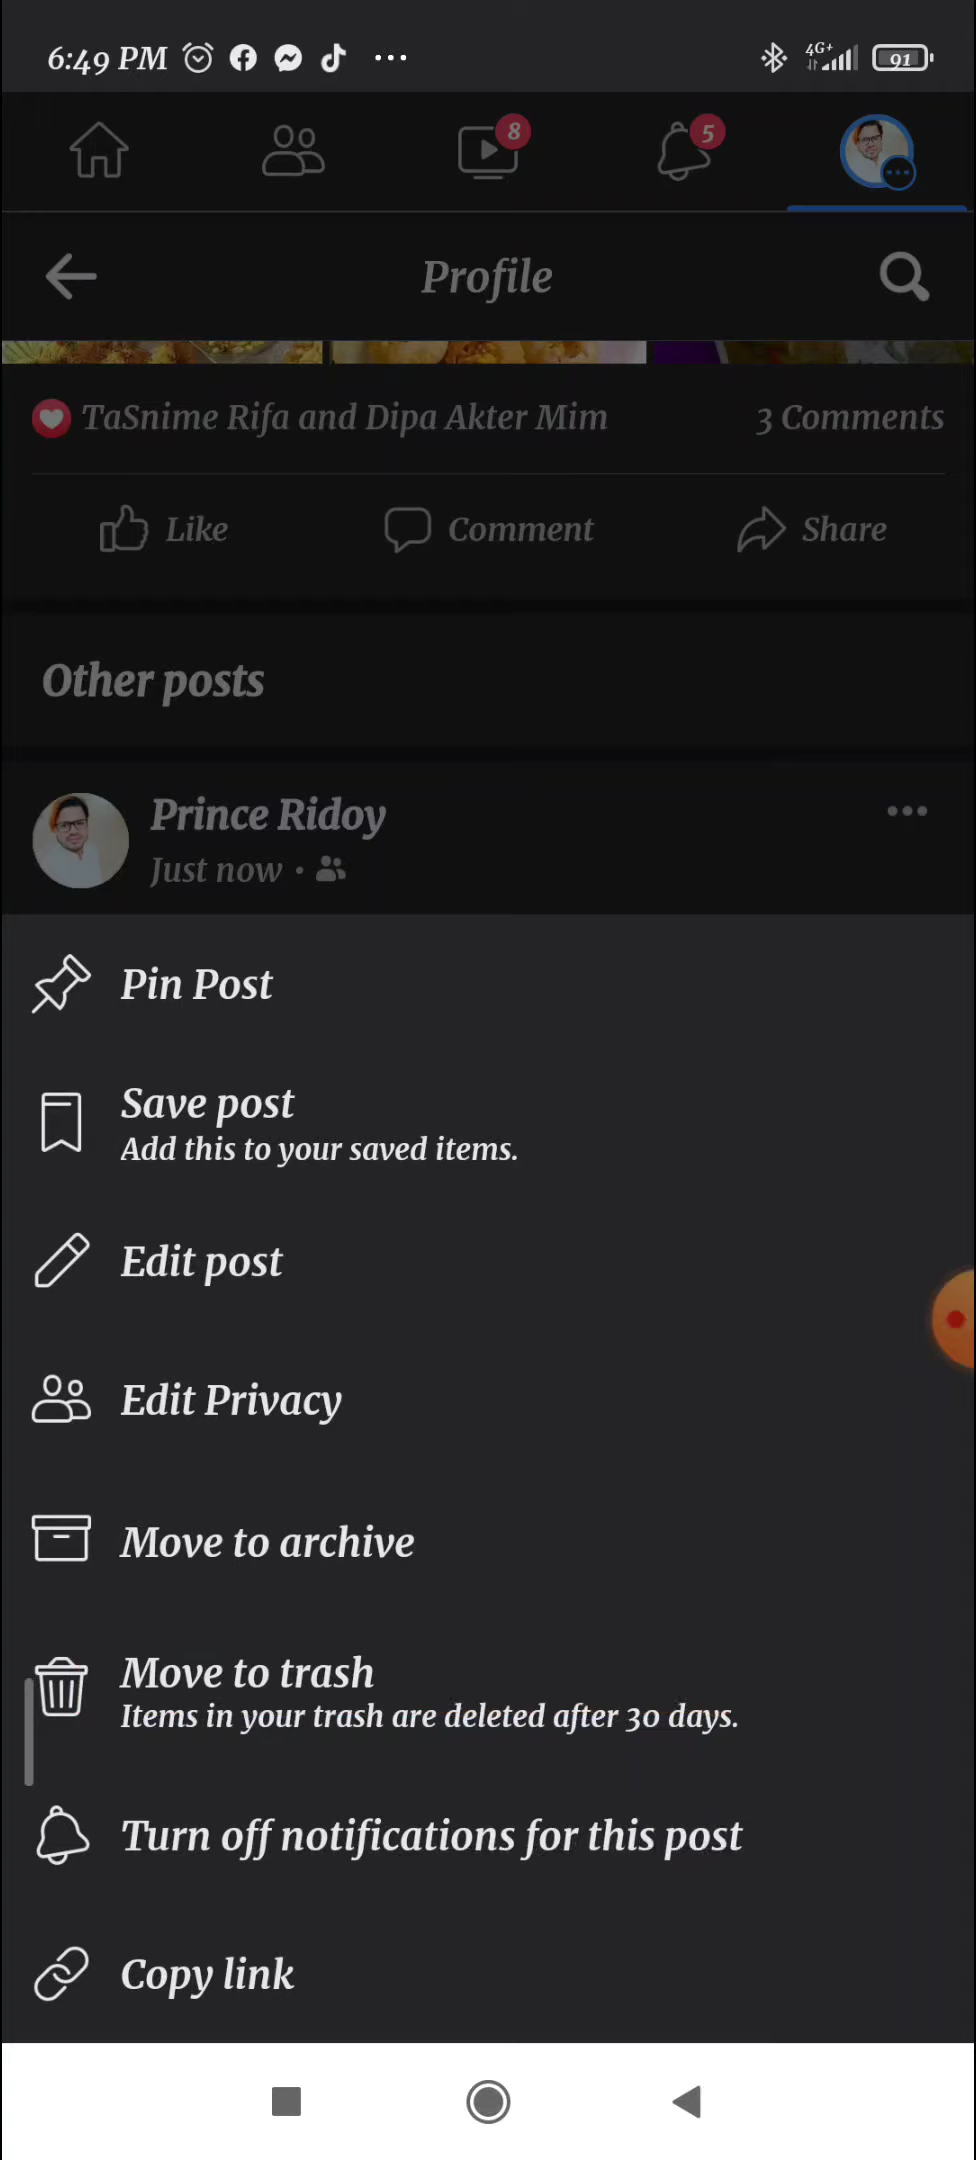 6:49 PM
4G+
91
8
5
Profile
TaSnime Rifa and Dipa Akter Mim
3 Comments
Like
Comment
Share
Other posts
Prince Ridoy
Just now
Pin Post
Save post
Add this to your saved items.
Edit post
Edit Privacy
Move to archive
Move to trash
Items in your trash are deleted after 30 days.
Turn off notifications for this post
Copy link